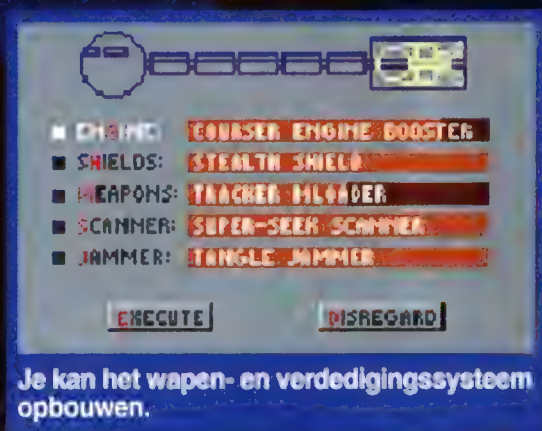 ENGINE: COURSER ENGINE BOOSTER
SHIELDS: STEALTH SHIELD
WEAPONS: TRACKER
SCANNER: SUPER-SEEK SCANNER
JAMMER: TANGLE JAMMER
EXECUTE DISREGARD
Je kan het wapen- en verdedigingssysteem
opbouwen.